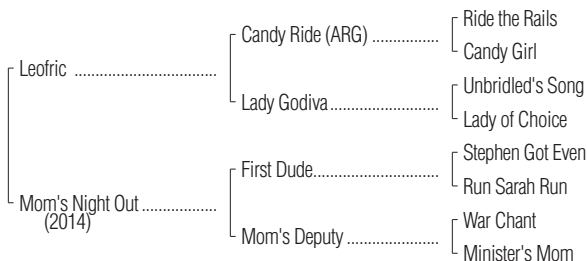 Ride the Rails
Candy Ride (ARG) ................
Candy Girl
Leofric ..................................
Unbridled's Song
Lady Godiva..........................
Lady of Choice
Stephen Got Even
First Dude..............................
Run Sarah Run
Mom's Night Out ..................
(2014)
War Chant
Mom's Deputy ......................
Minister's Mom